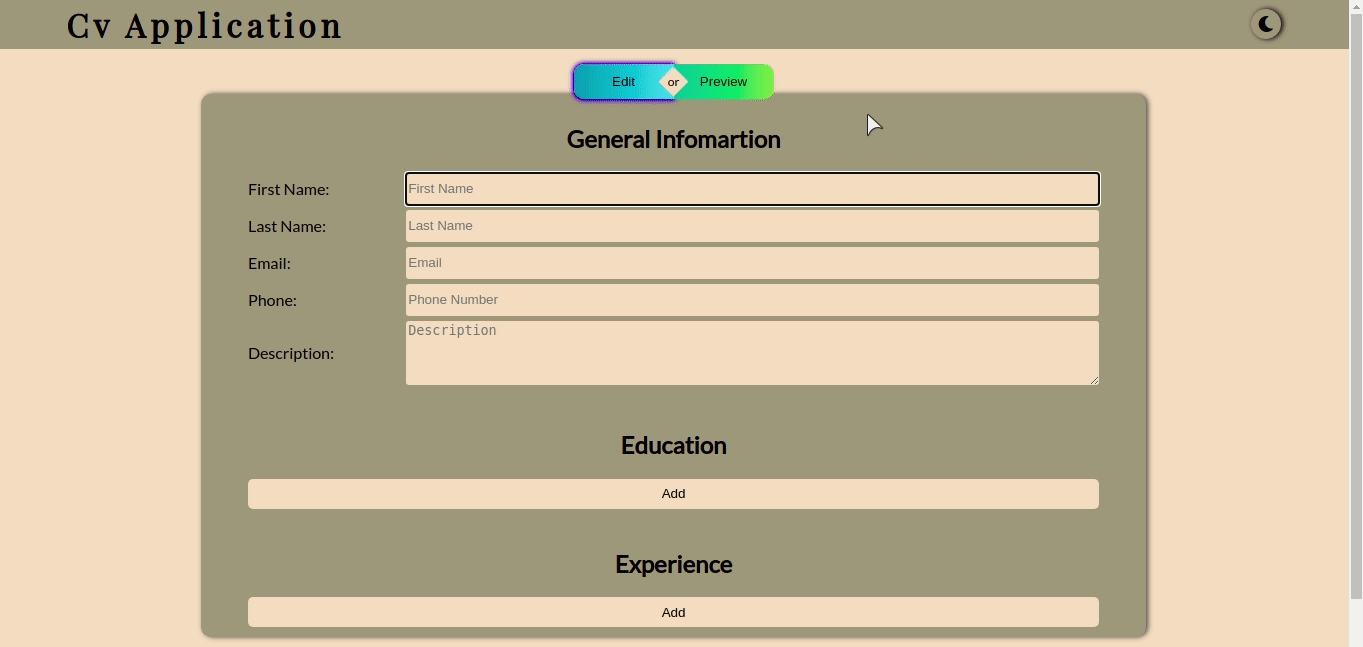 Cv Application
Edit or Preview
General Infomartion
First Name: First Name
Last Name: Last Name
Email: Email
Phone: Phone Number
Description: Description
Education
Add
Experience
Add